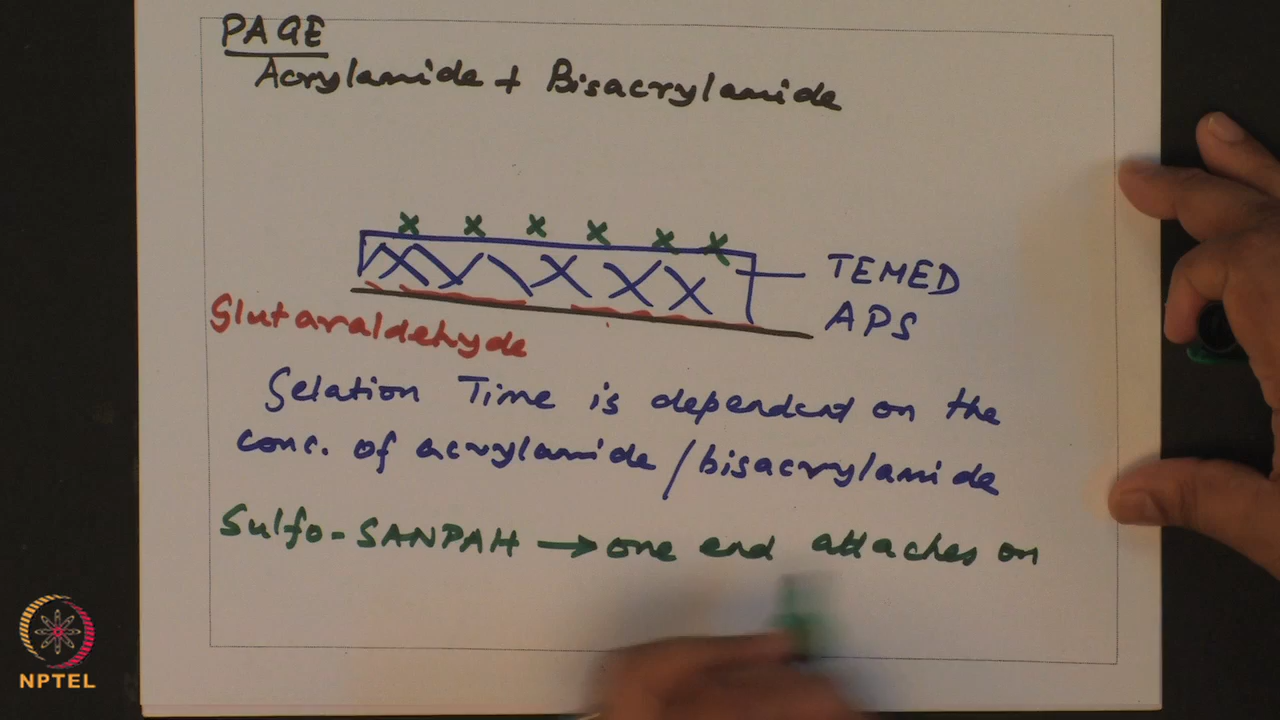 PAGE
Acrylamide + Bisacrylamide
TEMED
APS
Glutaraldehyde
Gelation Time is dependent on the
conc. of acrylamide / bisacrylamide
Sulfo-SANPAH → one end attaches on
NPTEL